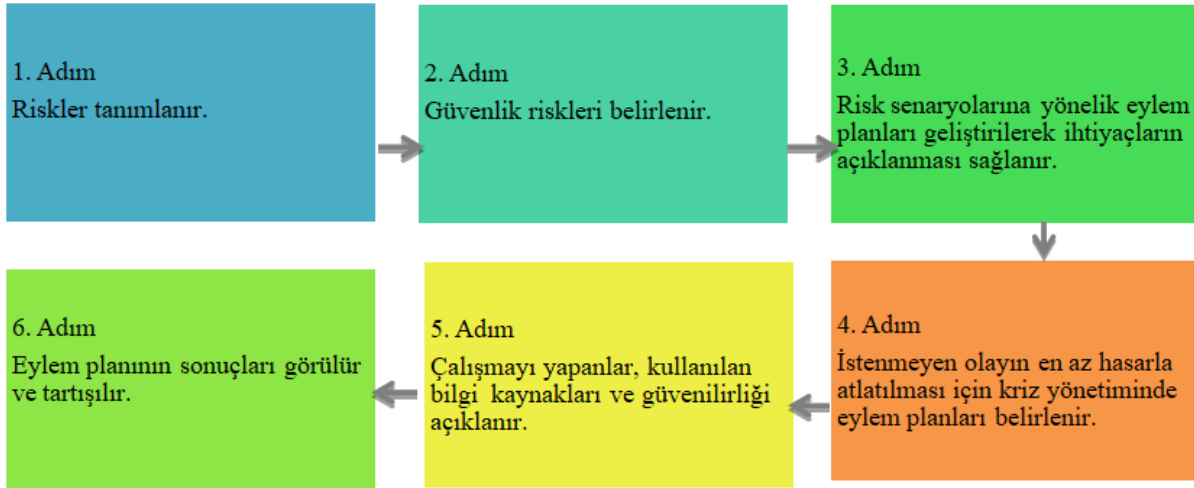 1. Adım
Riskler tanımlanır.
2. Adım
Güvenlik riskleri belirlenir.
3. Adım
Risk senaryolarına yönelik eylem
planları geliştirilerek ihtiyaçların
açıklanması sağlanır.
4. Adım
İstenmeyen olayın en az hasarla
atlatılması için kriz yönetiminde
eylem planları belirlenir.
5. Adım
Çalışmayı yapanlar, kullanılan
bilgi kaynakları ve güvenilirliği
açıklanır.
6. Adım
Eylem planının sonuçları görülür
ve tartışılır.